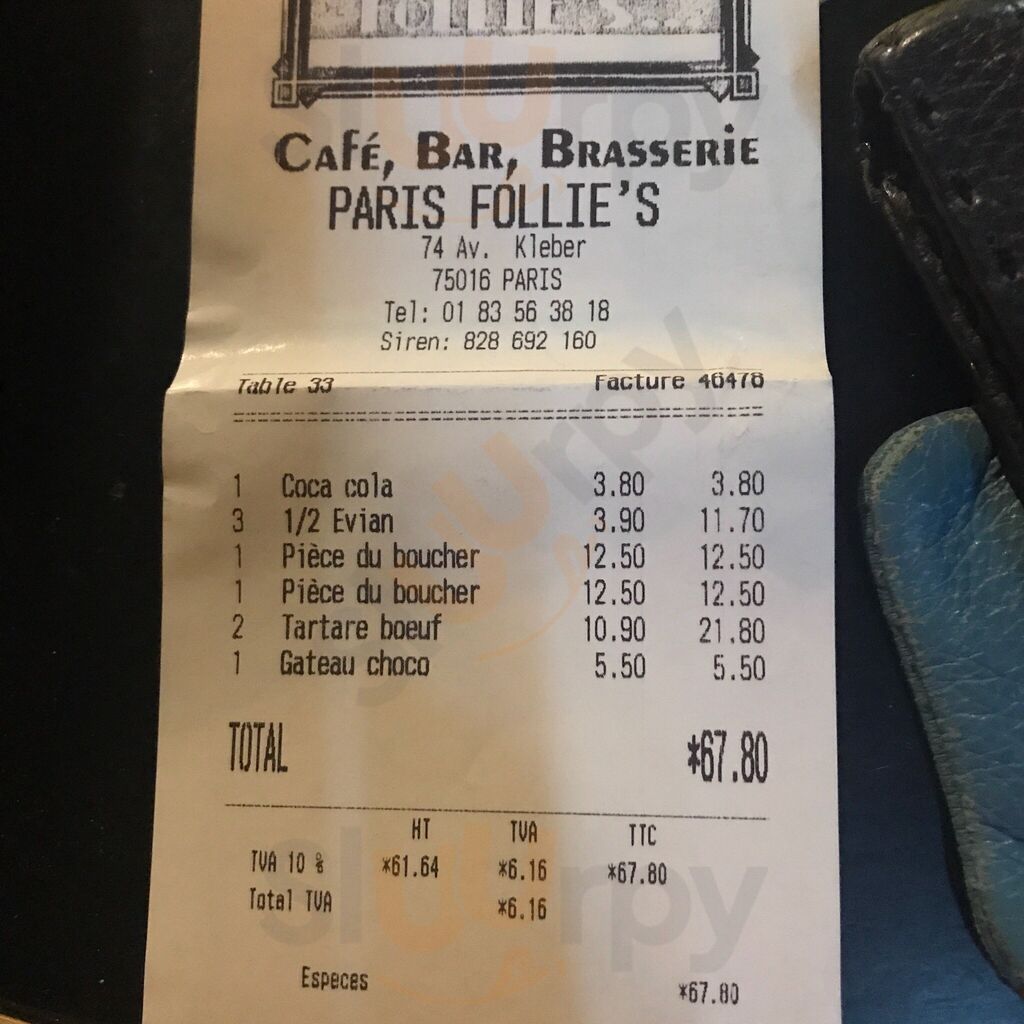 FOLLIE'S...
Café, Bar, Brasserie
PARIS FOLLIE'S
74 Av. Kleber
75016 PARIS
Tel: 01 83 56 38 18
Siren: 828 692 160
Table 33 Facture 46476
1 Coca cola 3.80 3.80
3 1/2 Evian 3.90 11.70
1 Pièce du boucher 12.50 12.50
1 Pièce du boucher 12.50 12.50
2 Tartare boeuf 10.90 21.80
1 Gateau choco 5.50 5.50
TOTAL *67.80
HT TVA TTC
TVA 10 % *61.64 *6.16 *67.80
Total TVA *6.16
Especes *67.80
slurpy
slurpy
slurpy